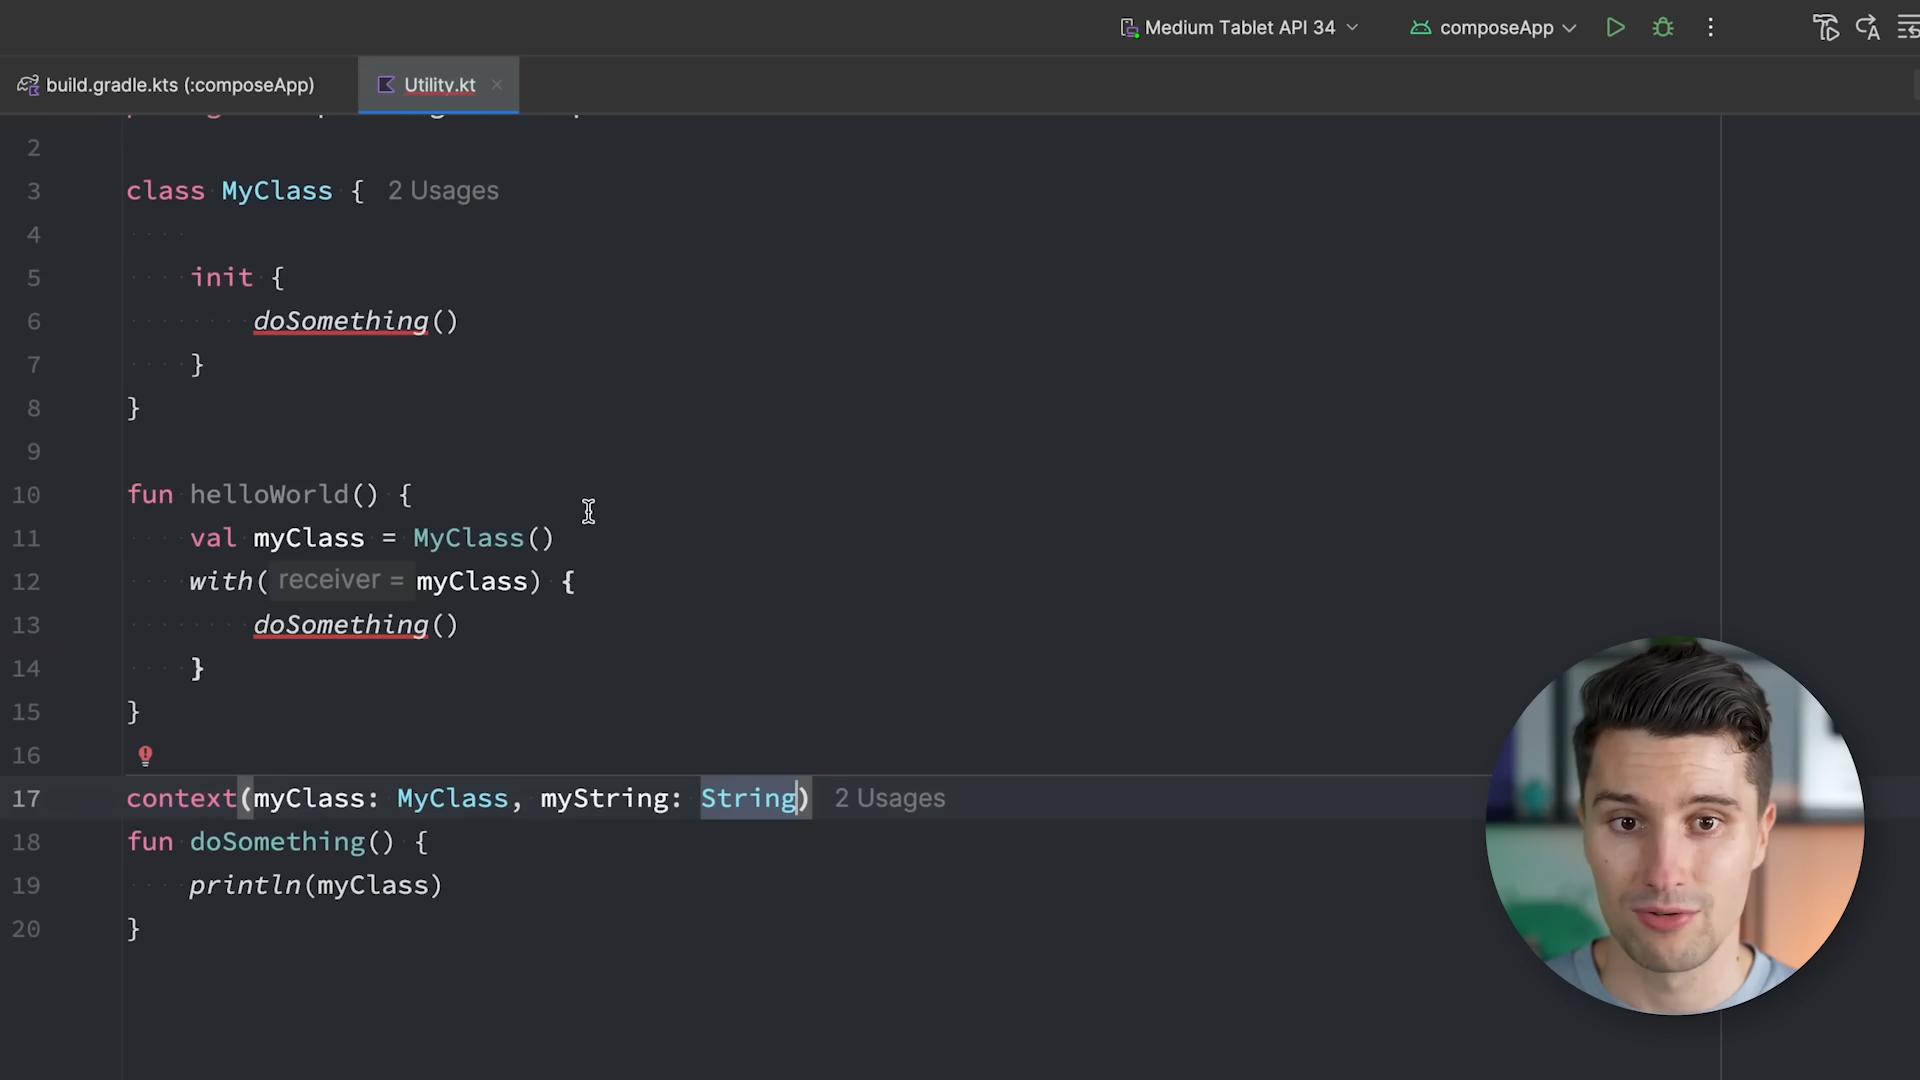 Medium Tablet API 34 composeApp
build.gradle.kts (:composeApp) Utility.kt
2
3 class MyClass { 2 Usages
4
5 init {
6 doSomething()
7 }
8 }
9
10 fun helloWorld() {
11 val myClass = MyClass()
12 with( receiver = myClass) {
13 doSomething()
14 }
15 }
16
17 context(myClass: MyClass, myString: String) 2 Usages
18 fun doSomething() {
19 println(myClass)
20 }